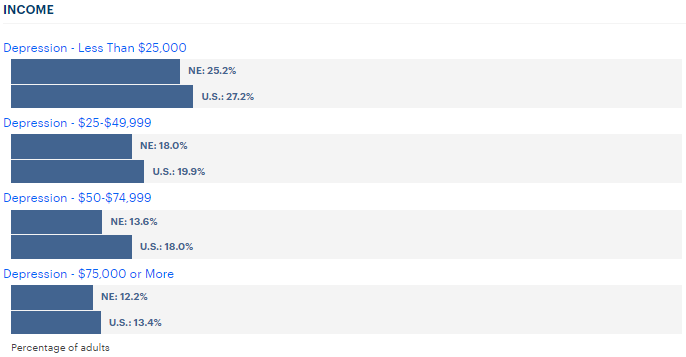 INCOME
Depression - Less Than $25,000
NE: 25.2%
U.S.: 27.2%
Depression - $25-$49,999
NE: 18.0%
U.S.: 19.9%
Depression - $50-$74,999
NE: 13.6%
U.S.: 18.0%
Depression - $75,000 or More
NE: 12.2%
U.S.: 13.4%
Percentage of adults